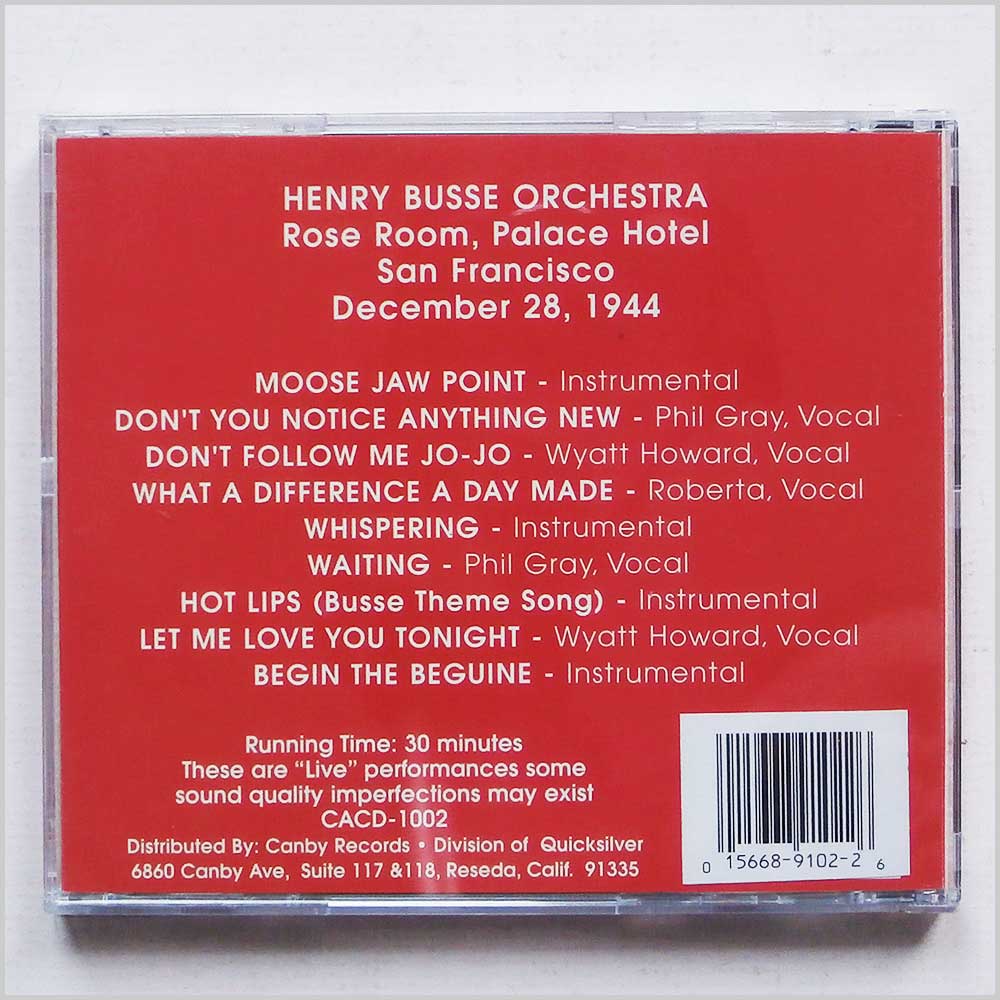 HENRY BUSSE ORCHESTRA
Rose Room, Palace Hotel
San Francisco
December 28, 1944
MOOSE JAW POINT - Instrumental
DON'T YOU NOTICE ANYTHING NEW - Phil Gray, Vocal
DON'T FOLLOW ME JO-JO - Wyatt Howard, Vocal
WHAT A DIFFERENCE A DAY MADE - Roberta, Vocal
WHISPERING - Instrumental
WAITING - Phil Gray, Vocal
HOT LIPS (Busse Theme Song) - Instrumental
LET ME LOVE YOU TONIGHT - Wyatt Howard, Vocal
BEGIN THE BEGUINE - Instrumental
Running Time: 30 minutes
These are “Live” performances some
sound quality imperfections may exist
CACD-1002
Distributed By: Canby Records • Division of Quicksilver
6860 Canby Ave, Suite 117 &118, Reseda, Calif. 91335
0 15668-9102-2 6